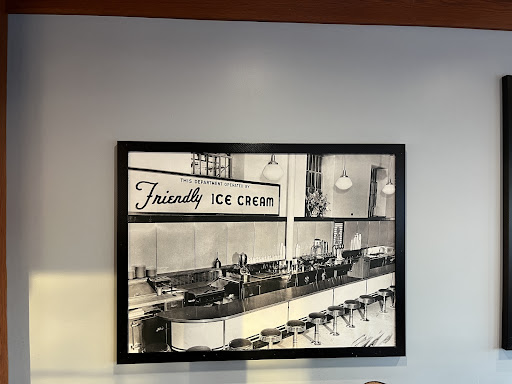 THIS DEPARTMENT OPERATED BY
Friendly ICE CREAM